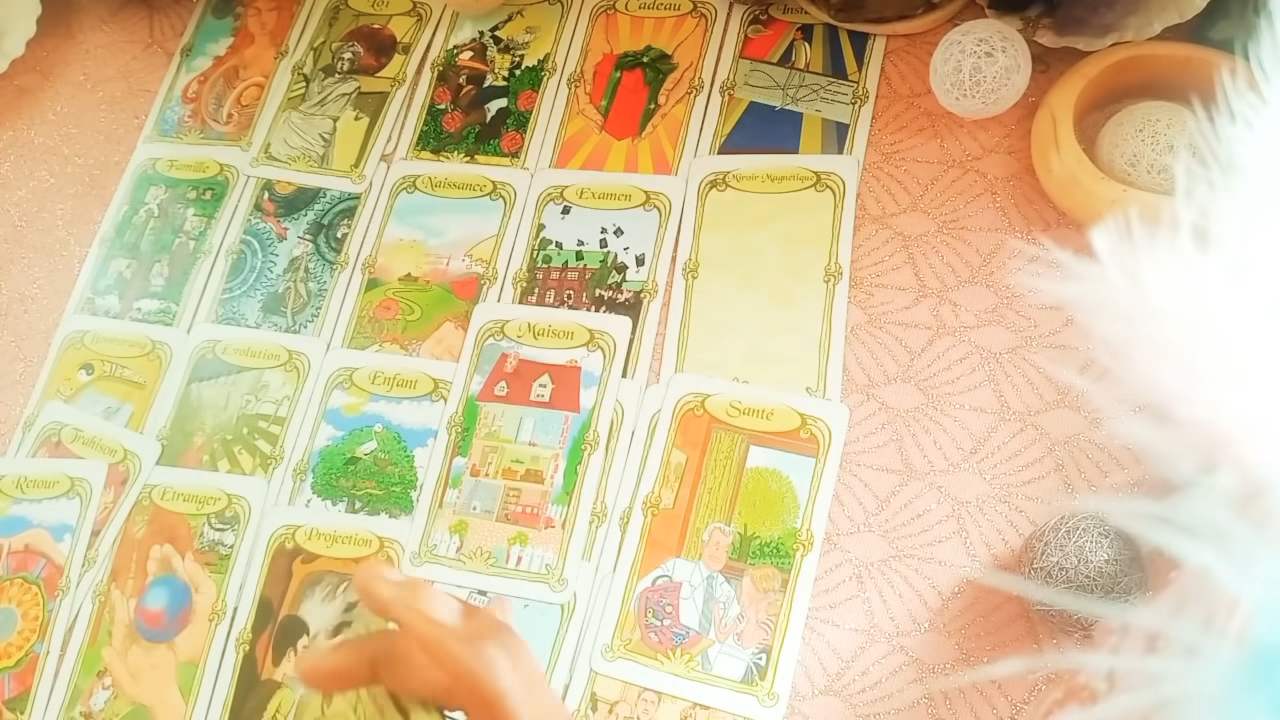 Loi
Cadeau
Famille
Naissance
Examen
Miroir Magnétique
Evolution
Enfant
Maison
Santé
Trahison
Retour
Etranger
Projection